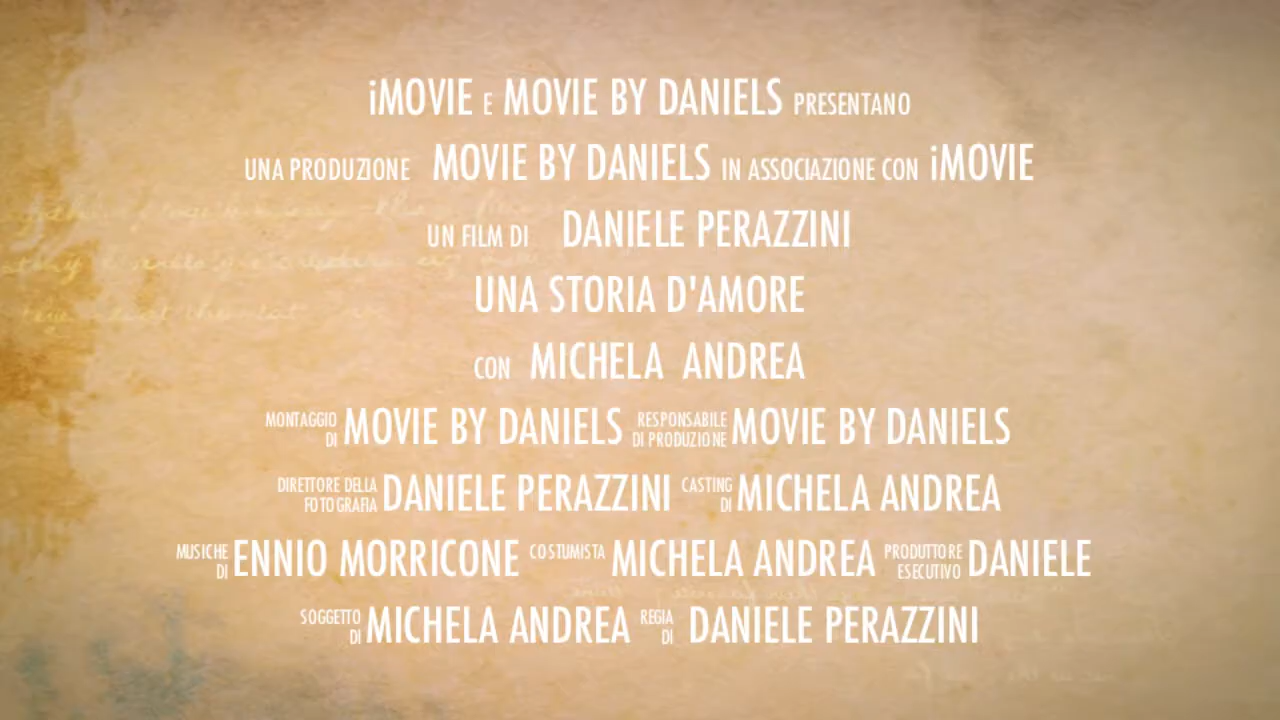 iMOVIE E MOVIE BY DANIELS PRESENTANO
UNA PRODUZIONE MOVIE BY DANIELS IN ASSOCIAZIONE CON iMOVIE
UN FILM DI DANIELE PERAZZINI
UNA STORIA D'AMORE
CON MICHELA ANDREA
MONTAGGIO DI MOVIE BY DANIELS RESPONSABILE DI PRODUZIONE MOVIE BY DANIELS
DIRETTORE DELLA FOTOGRAFIA DANIELE PERAZZINI CASTING DI MICHELA ANDREA
MUSICHE DI ENNIO MORRICONE COSTUMISTA MICHELA ANDREA PRODUTTORE ESECUTIVO DANIELE
SOGGETTO DI MICHELA ANDREA REGIA DI DANIELE PERAZZINI